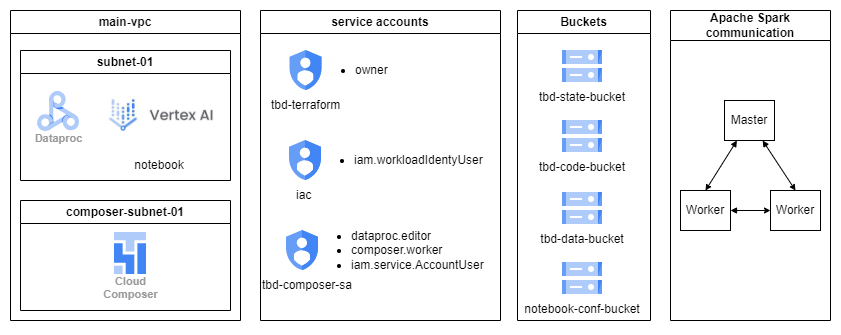 main-vpc
subnet-01
Dataproc
Vertex AI
notebook
composer-subnet-01
Cloud
Composer
service accounts
tbd-terraform
• owner
iac
• iam.workloadIdentyUser
tbd-composer-sa
• dataproc.editor
• composer.worker
• iam.service.AccountUser
Buckets
tbd-state-bucket
tbd-code-bucket
tbd-data-bucket
notebook-conf-bucket
Apache Spark
communication
Master
Worker
Worker